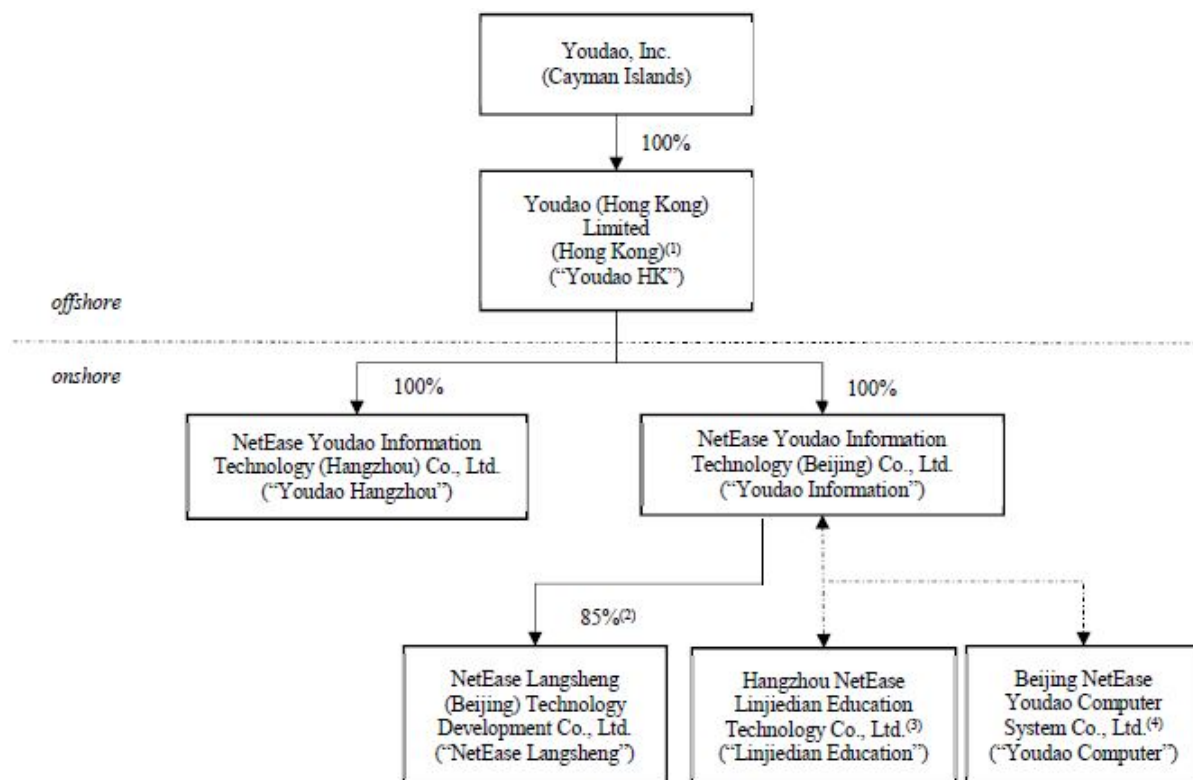 Youdao, Inc.
(Cayman Islands)
100%
Youdao (Hong Kong)
Limited
(Hong Kong)(1)
(“Youdao HK”)
offshore
onshore
100%
100%
NetEase Youdao Information
Technology (Hangzhou) Co., Ltd.
(“Youdao Hangzhou”)
NetEase Youdao Information
Technology (Beijing) Co., Ltd.
(“Youdao Information”)
85%(2)
NetEase Langsheng
(Beijing) Technology
Development Co., Ltd.
(“NetEase Langsheng”)
Hangzhou NetEase
Linjiedian Education
Technology Co., Ltd.(3)
(“Linjiedian Education”)
Beijing NetEase
Youdao Computer
System Co., Ltd.(4)
(“Youdao Computer”)